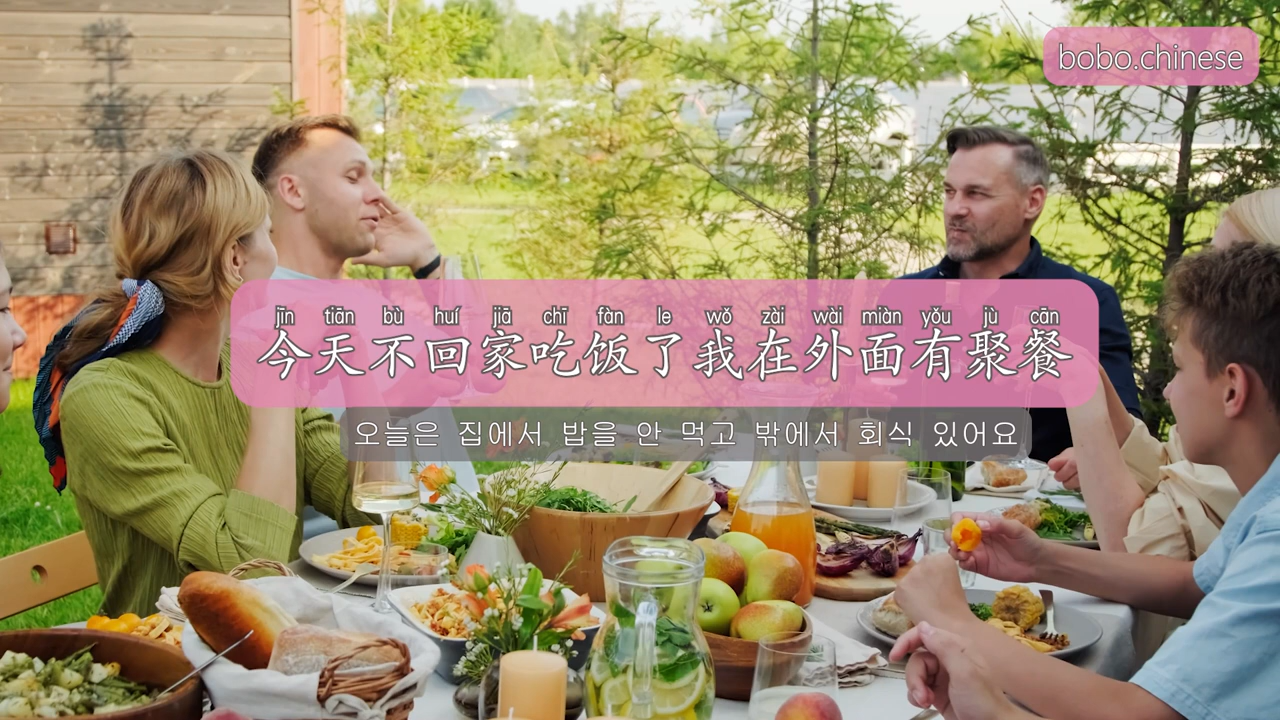 bobo.chinese
jīn tiān bù huí jiā chī fàn le wǒ zài wài miàn yǒu jù cān
今天不回家吃饭了我在外面有聚餐
오늘은 집에서 밥을 안 먹고 밖에서 회식 있어요